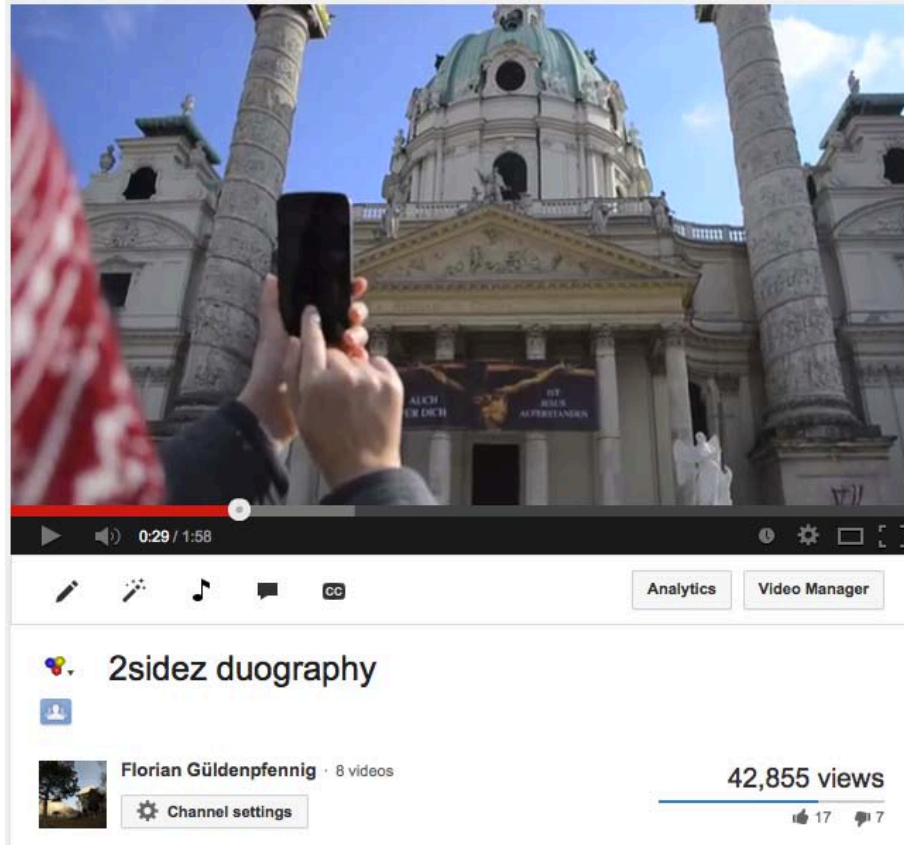 AUCH
FÜR DICH
IST
JESUS
AUFERSTANDEN
0:29 / 1:58
CC
Analytics
Video Manager
2sidez duography
Florian Güldenpfennig · 8 videos
Channel settings
42,855 views
17 7